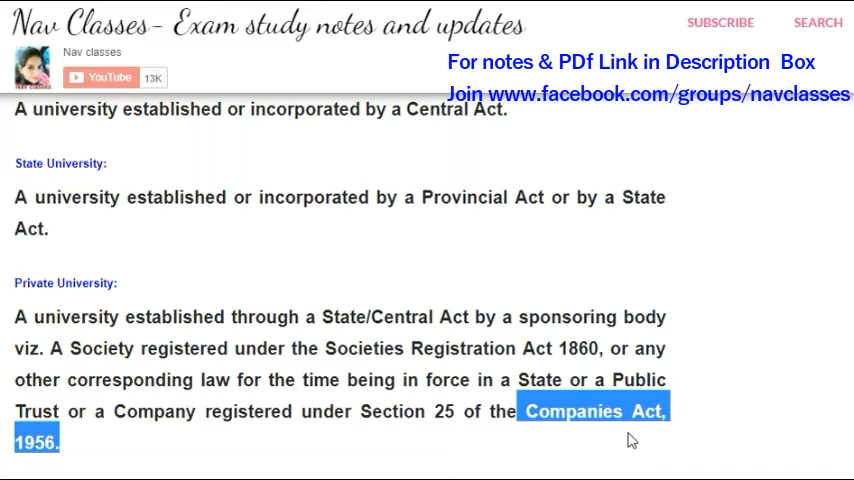 Nav Classes- Exam study notes and updates
SUBSCRIBE
SEARCH
Nav classes
YouTube 13K
For notes & PDf Link in Description Box
Join www.facebook.com/groups/navclasses
A university established or incorporated by a Central Act.
State University:
A university established or incorporated by a Provincial Act or by a State
Act.
Private University:
A university established through a State/Central Act by a sponsoring body
viz. A Society registered under the Societies Registration Act 1860, or any
other corresponding law for the time being in force in a State or a Public
Trust or a Company registered under Section 25 of the Companies Act,
1956.